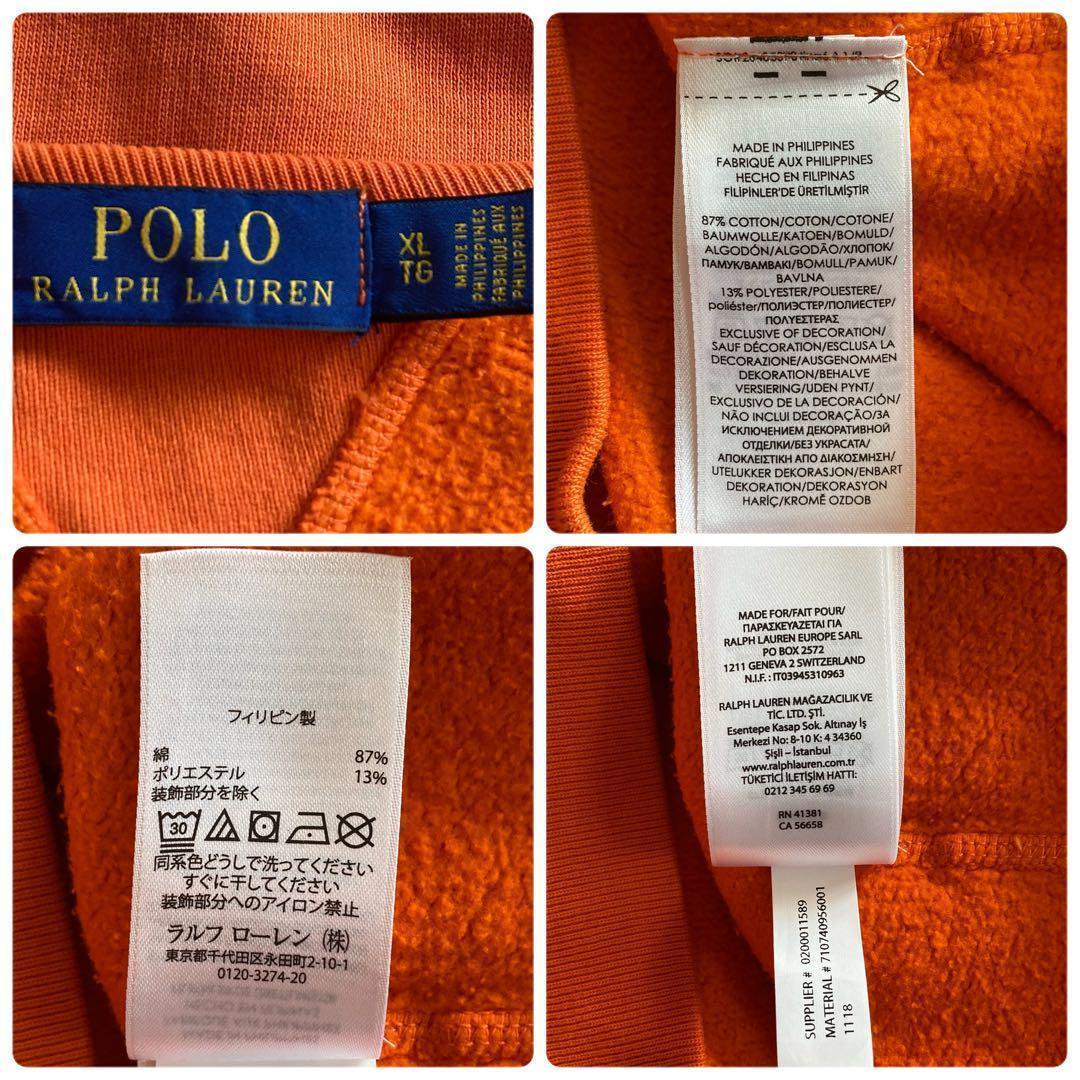 POLO
RALPH LAUREN
XL
TG
MADE IN
PHILIPPINES
FABRIQUÉ AUX
PHILIPPINES
MADE IN PHILIPPINES
FABRIQUÉ AUX PHILIPPINES
HECHO EN FILIPINAS
FİLİPİNLER'DE ÜRETİLMİŞTİR
87% COTTON/COTON/COTONE/
BAUMWOLLE/KATOEN/BOMULD/
ALGODÓN/ALGODÃO/ХЛОПОК/
ПАМУК/ΒΑΜΒΑΚΙ/BOMULL/PAMUK/
BAVLNA
13% POLYESTER/POLIESTERE/
poliéster/ПОЛИЭСТЕР/ПОЛИЕСТЕР/
ΠΟΛΥΕΣΤΕΡΑΣ
EXCLUSIVE OF DECORATION/
SAUF DÉCORATION/ESCLUSA LA
DECORAZIONE/AUSGENOMMEN
DEKORATION/BEHALVE
VERSIERING/UDEN PYNT/
EXCLUSIVO DE LA DECORACIÓN/
NÃO INCLUI DECORAÇÃO/ЗА
ИСКЛЮЧЕНИЕМ ДЕКОРАТИВНОЙ
ОТДЕЛКИ/БЕЗ УКРАСАТА/
ΑΠΟΚΛΕΙΣΤΙΚΗ ΑΠΟ ΔΙΑΚΟΣΜΗΣΗ/
UTELUKKER DEKORASJON/ENBART
DEKORATION/DEKORASYON
HARİÇ/KROMĚ OZDOB
フィリピン製
綿 87%
ポリエステル 13%
装飾部分を除く
30
同系色どうしで洗ってください
すぐに干してください
装飾部分へのアイロン禁止
ラルフ ローレン (株)
東京都千代田区永田町2-10-1
0120-3274-20
MADE FOR/FAIT POUR/
ΠΑΡΑΣΚΕΥΑΖΕΤΑΙ ΓΙΑ
RALPH LAUREN EUROPE SARL
PO BOX 2572
1211 GENEVA 2 SWITZERLAND
N.I.F. : IT03945310963
RALPH LAUREN MAĞAZACILIK VE
TİC. LTD. ŞTİ.
Esentepe Kasap Sok. Altınay İş
Merkezi No: 8-10 K: 4 34360
Şişli – İstanbul
www.ralphlauren.com.tr
TÜKETİCİ İLETİŞİM HATTI:
0212 345 69 69
RN 41381
CA 56658
SUPPLIER # 0200011589
MATERIAL # 710740956001
11 18